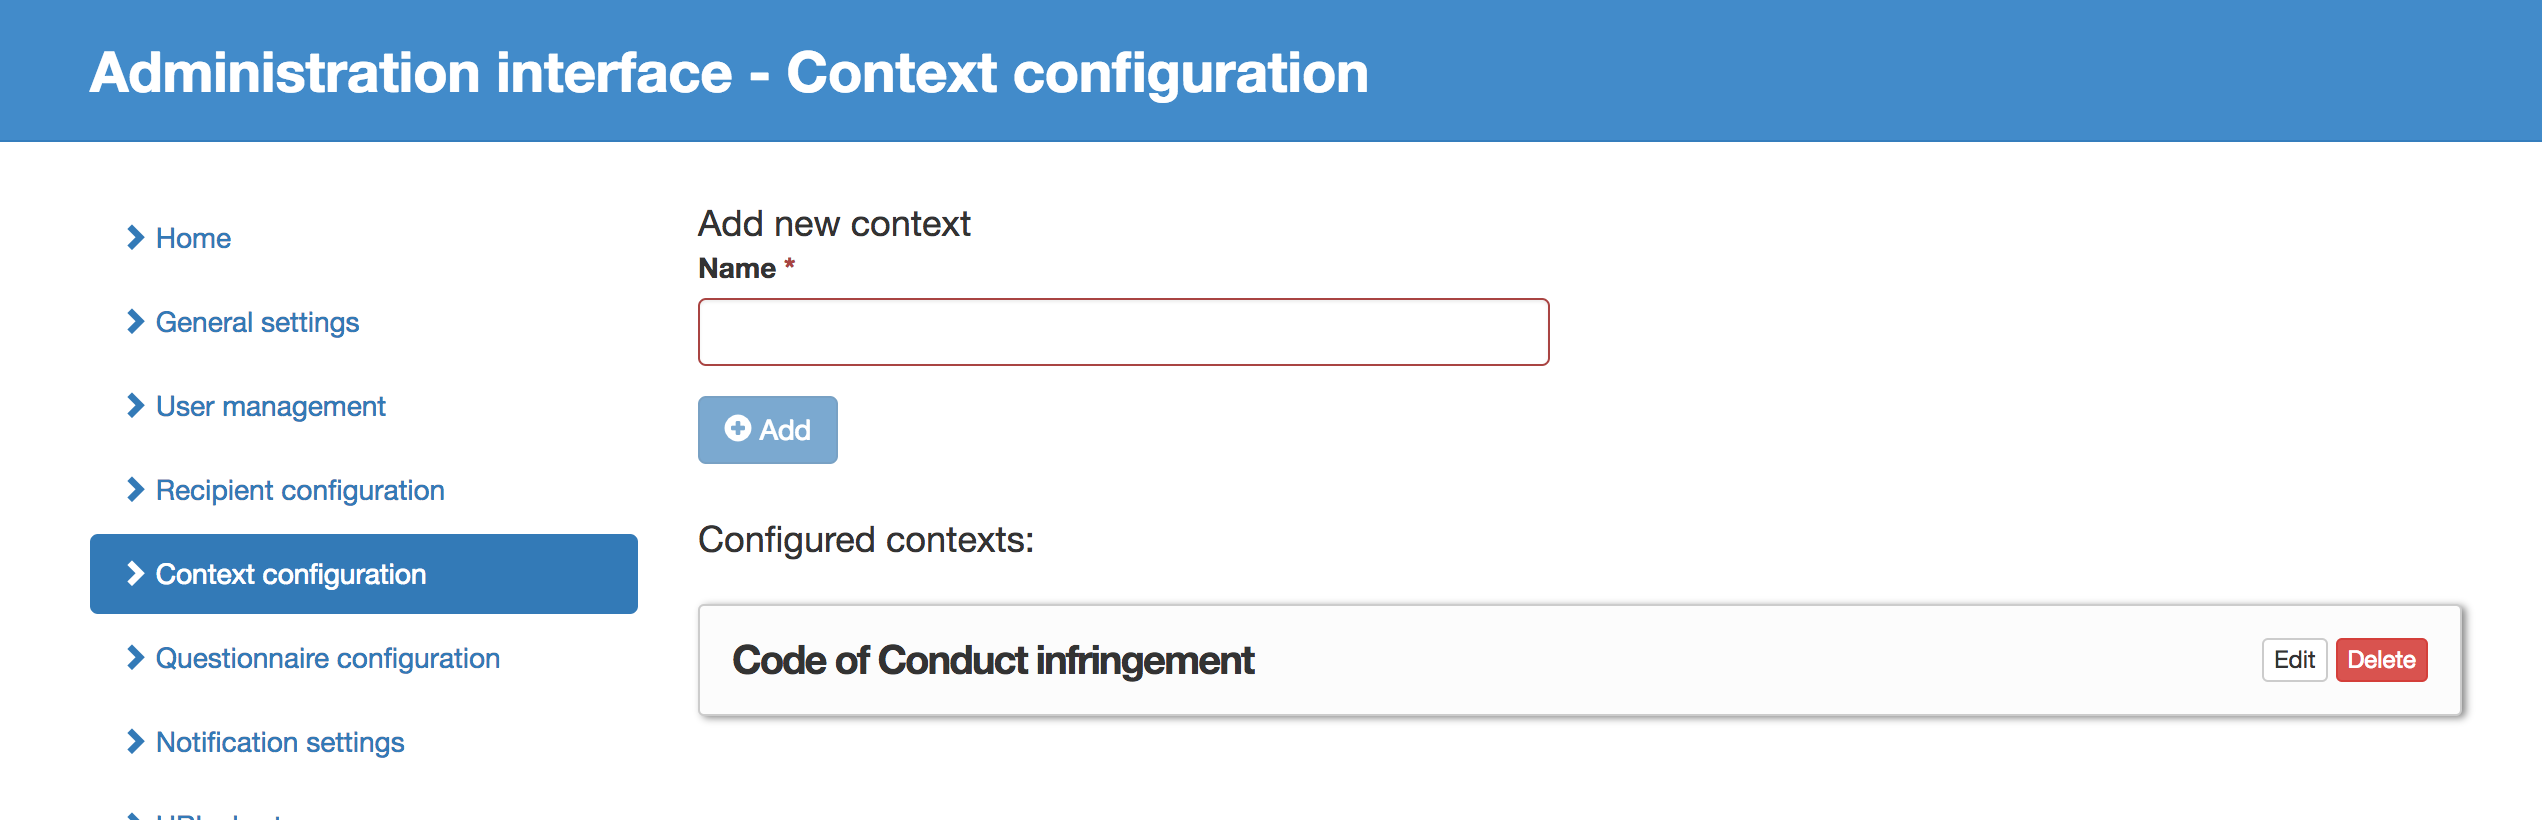 Administration interface - Context configuration
Home
General settings
User management
Recipient configuration
Context configuration
Questionnaire configuration
Notification settings
Add new context
Name *
Add
Configured contexts:
Code of Conduct infringement
Edit Delete